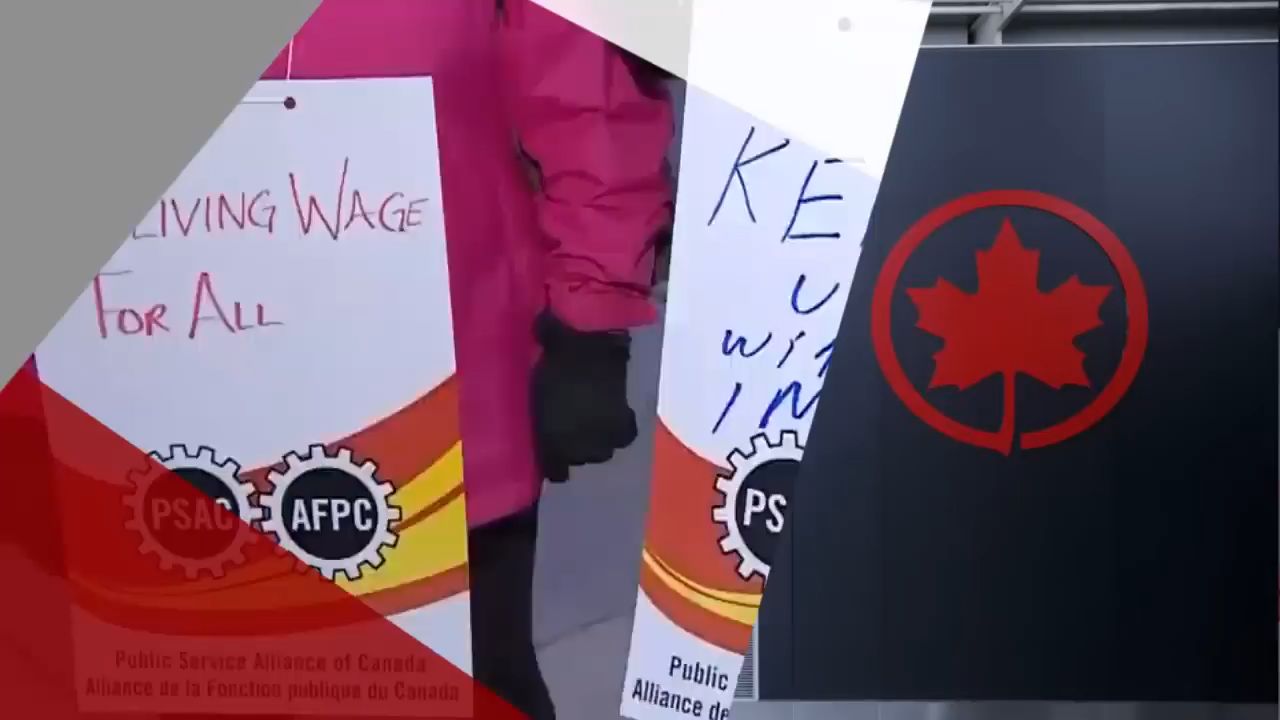 LIVING WAGE
FOR ALL
PSAC AFPC
Public Service Alliance of Canada
Alliance de la Fonction publique du Canada
KE
U
Wit
IN
PS
Public
Alliance de